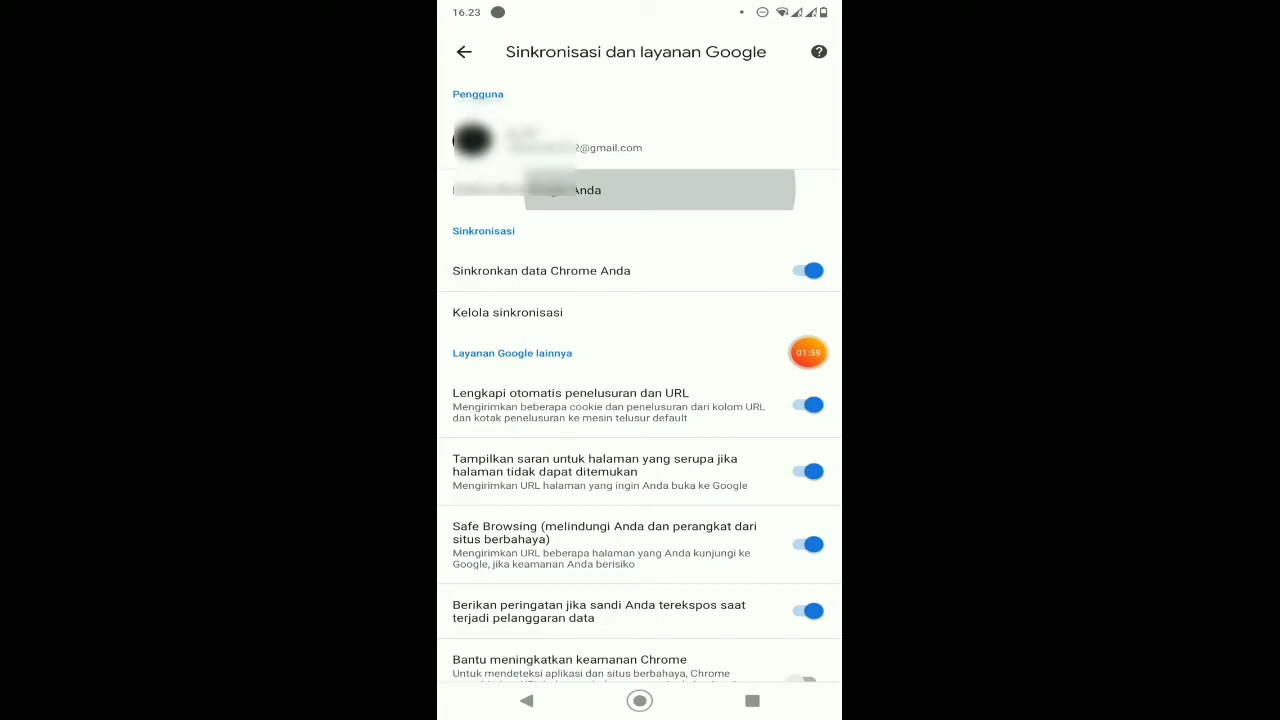 16.23
Sinkronisasi dan layanan Google
Pengguna
2@gmail.com
Anda
Sinkronisasi
Sinkronkan data Chrome Anda
Kelola sinkronisasi
Layanan Google lainnya
01:59
Lengkapi otomatis penelusuran dan URL
Mengirimkan beberapa cookie dan penelusuran dari kolom URL
dan kotak penelusuran ke mesin telusur default
Tampilkan saran untuk halaman yang serupa jika
halaman tidak dapat ditemukan
Mengirimkan URL halaman yang ingin Anda buka ke Google
Safe Browsing (melindungi Anda dan perangkat dari
situs berbahaya)
Mengirimkan URL beberapa halaman yang Anda kunjungi ke
Google, jika keamanan Anda berisiko
Berikan peringatan jika sandi Anda terekspos saat
terjadi pelanggaran data
Bantu meningkatkan keamanan Chrome
Untuk mendeteksi aplikasi dan situs berbahaya, Chrome